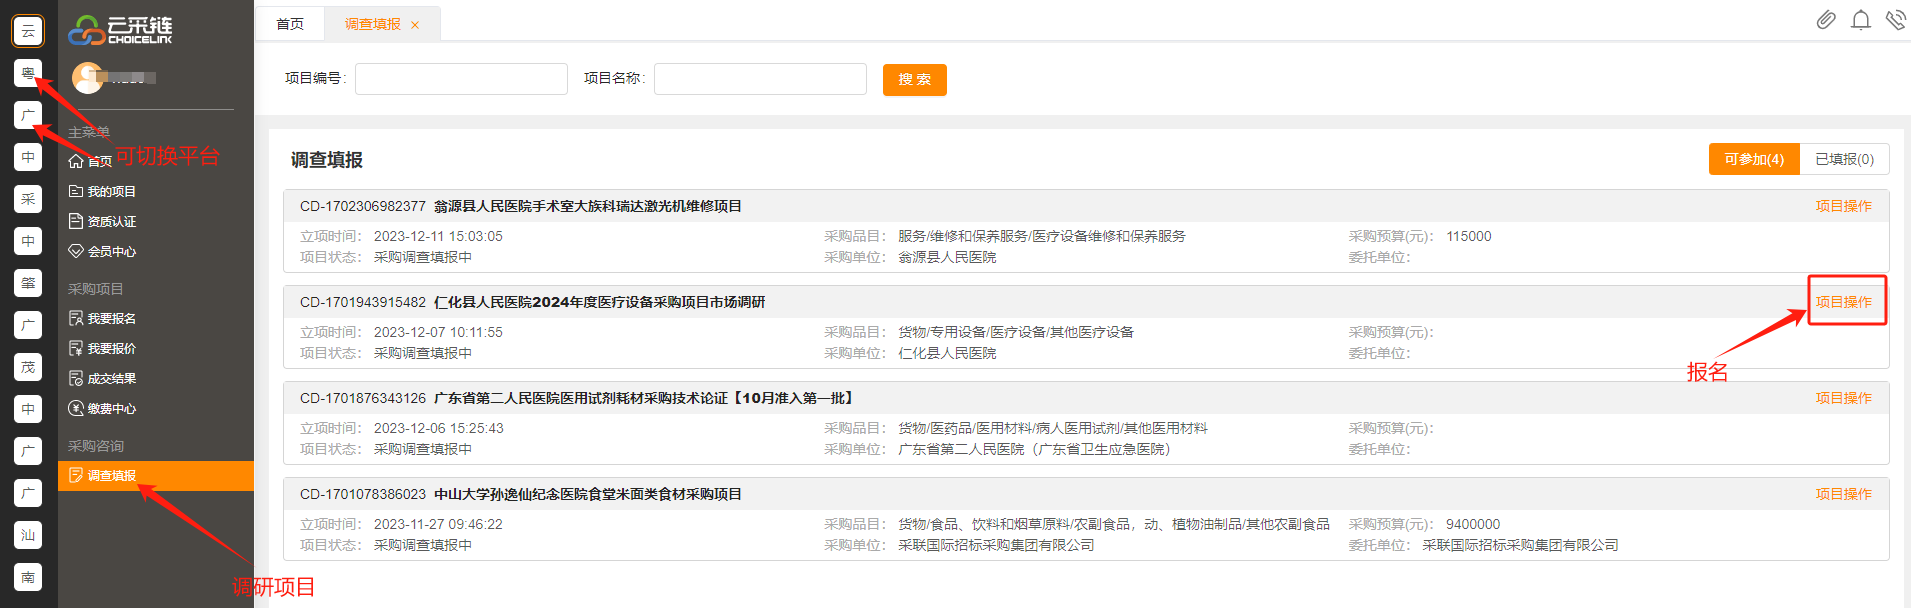 云
粤
广
中
采
中
肇
广
茂
中
广
广
汕
南
云采链
CHOICELINK
主菜单
首页
我的项目
资质认证
会员中心
采购项目
我要报名
我要报价
成交结果
缴费中心
采购咨询
调查填报
可切换平台
调研项目
首页
调查填报 ×
项目编号：
项目名称：
搜 索
调查填报
可参加(4) 已填报(0)
CD-1702306982377 翁源县人民医院手术室大族科瑞达激光机维修项目 项目操作
立项时间： 2023-12-11 15:03:05 采购品目： 服务/维修和保养服务/医疗设备维修和保养服务 采购预算(元)： 115000
项目状态： 采购调查填报中 采购单位： 翁源县人民医院 委托单位：
CD-1701943915482 仁化县人民医院2024年度医疗设备采购项目市场调研 项目操作
立项时间： 2023-12-07 10:11:55 采购品目： 货物/专用设备/医疗设备/其他医疗设备 采购预算(元)：
项目状态： 采购调查填报中 采购单位： 仁化县人民医院 委托单位：
报名
CD-1701876343126 广东省第二人民医院医用试剂耗材采购技术论证【10月准入第一批】 项目操作
立项时间： 2023-12-06 15:25:43 采购品目： 货物/医药品/医用材料/病人医用试剂/其他医用材料 采购预算(元)：
项目状态： 采购调查填报中 采购单位： 广东省第二人民医院（广东省卫生应急医院） 委托单位：
CD-1701078386023 中山大学孙逸仙纪念医院食堂米面类食材采购项目 项目操作
立项时间： 2023-11-27 09:46:22 采购品目： 货物/食品、饮料和烟草原料/农副食品，动、植物油制品/其他农副食品 采购预算(元)： 9400000
项目状态： 采购调查填报中 采购单位： 采联国际招标采购集团有限公司 委托单位： 采联国际招标采购集团有限公司